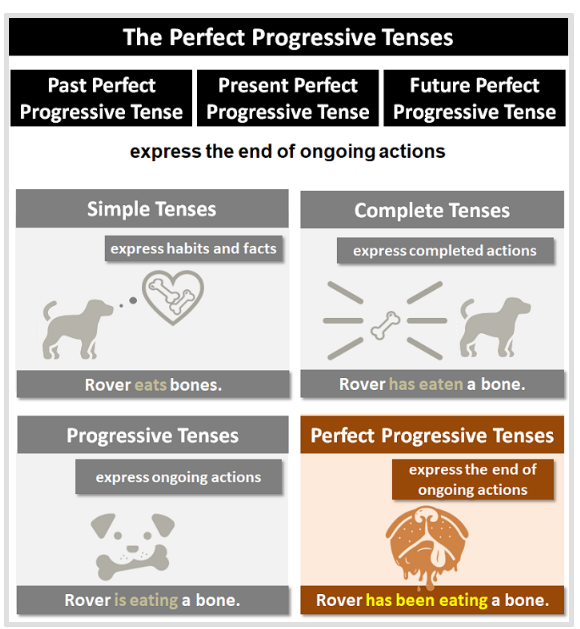 The Perfect Progressive Tenses
Past Perfect
Progressive Tense
Present Perfect
Progressive Tense
Future Perfect
Progressive Tense
express the end of ongoing actions
Simple Tenses
express habits and facts
Rover eats bones.
Complete Tenses
express completed actions
Rover has eaten a bone.
Progressive Tenses
express ongoing actions
Rover is eating a bone.
Perfect Progressive Tenses
express the end of
ongoing actions
Rover has been eating a bone.